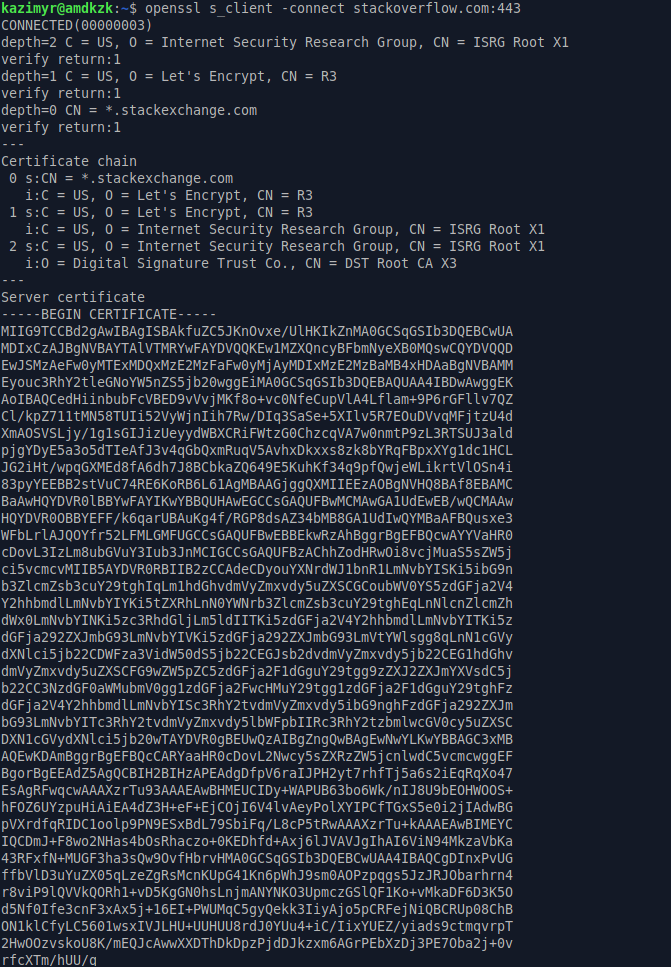 kazimyr@amdkzk:~$ openssl s_client -connect stackoverflow.com:443
CONNECTED(00000003)
depth=2 C = US, O = Internet Security Research Group, CN = ISRG Root X1
verify return:1
depth=1 C = US, O = Let's Encrypt, CN = R3
verify return:1
depth=0 CN = *.stackexchange.com
verify return:1
---
Certificate chain
 0 s:CN = *.stackexchange.com
   i:C = US, O = Let's Encrypt, CN = R3
 1 s:C = US, O = Let's Encrypt, CN = R3
   i:C = US, O = Internet Security Research Group, CN = ISRG Root X1
 2 s:C = US, O = Internet Security Research Group, CN = ISRG Root X1
   i:O = Digital Signature Trust Co., CN = DST Root CA X3
---
Server certificate
-----BEGIN CERTIFICATE-----
MIIG9TCCBd2gAwIBAgISBAkfuZC5JKnOvxe/UlHKIkZnMA0GCSqGSIb3DQEBCwUA
MDIxCzAJBgNVBAYTAlVTMRYwFAYDVQQKEw1MZXQncyBFbmNyeXB0MQswCQYDVQQD
EwJSMzAeFw0yMTExMDQxMzE2MzFaFw0yMjAyMDIxMzE2MzBaMB4xHDAaBgNVBAMM
Eyouc3RhY2tleGNoYW5nZS5jb20wggEiMA0GCSqGSIb3DQEBAQUAA4IBDwAwggEK
AoIBAQCedHiinbubFcVBED9vVvjMKf8o+vc0NfeCupVlA4Lflam+9P6rGFllv7QZ
Cl/kpZ711tMN58TUIi52VyWjnIih7Rw/DIq3SaSe+5XIlv5R7EOuDVvqMFjtzU4d
XmAOSVSLjy/1g1sGIJizUeyydWBXCRiFWtzG0ChzcqVA7w0nmtP9zL3RTSUJ3ald
pjgYDyE5a3o5dTIeAfJ3v4qGbQxmRuqV5AvhxDkxxs8zk8bYRqFBpxXYg1dc1HCL
JG2iHt/wpqGXMEd8fA6dh7J8BCbkaZQ649E5KuhKf34q9pfQwjeWLikrtVlOSn4i
83pyYEEBB2stVuC74RE6KoRB6L61AgMBAAGjggQXMIIEEzAOBgNVHQ8BAf8EBAMC
BaAwHQYDVR0lBBYwFAYIKwYBBQUHAwEGCCsGAQUFBwMCMAwGA1UdEwEB/wQCMAAw
HQYDVR0OBBYEFF/k6qarUBAuKg4f/RGP8dsAZ34bMB8GA1UdIwQYMBaAFBQusxe3
WFbLrlAJQOYfr52LFMLGMFUGCCsGAQUFBwEBBEkwRzAhBggrBgEFBQcwAYYVaHR0
cDovL3IzLm8ubGVuY3Iub3JnMCIGCCsGAQUFBzAChhZodHRwOi8vcjMuaS5sZW5j
ci5vcmcvMIIB5AYDVR0RBIIB2zCCAdeCDyouYXNrdWJ1bnR1LmNvbYISKi5ibG9n
b3ZlcmZsb3cuY29tghIqLm1hdGhvdmVyZmxvdy5uZXSCGCoubWV0YS5zdGFja2V4
Y2hhbmdlLmNvbYIYKi5tZXRhLnN0YWNrb3ZlcmZsb3cuY29tghEqLnNlcnZlcmZh
dWx0LmNvbYINKi5zc3RhdGljLm5ldIITKi5zdGFja2V4Y2hhbmdlLmNvbYITKi5z
dGFja292ZXJmbG93LmNvbYIVKi5zdGFja292ZXJmbG93LmVtYWlsgg8qLnN1cGVy
dXNlci5jb22CDWFza3VidW50dS5jb22CEGJsb2dvdmVyZmxvdy5jb22CEG1hdGhv
dmVyZmxvdy5uZXSCFG9wZW5pZC5zdGFja2F1dGguY29tgg9zZXJ2ZXJmYXVsdC5j
b22CC3NzdGF0aWMubmV0gg1zdGFja2FwcHMuY29tgg1zdGFja2F1dGguY29tghFz
dGFja2V4Y2hhbmdlLmNvbYISc3RhY2tvdmVyZmxvdy5ibG9nghFzdGFja292ZXJm
bG93LmNvbYITc3RhY2tvdmVyZmxvdy5lbWFpbIIRc3RhY2tzbmlwcGV0cy5uZXSC
DXN1cGVydXNlci5jb20wTAYDVR0gBEUwQzAIBgZngQwBAgEwNwYLKwYBBAGC3xMB
AQEwKDAmBggrBgEFBQcCARYaaHR0cDovL2Nwcy5sZXRzZW5jcnlwdC5vcmcwggEF
BgorBgEEAdZ5AgQCBIH2BIHzAPEAdgDfpV6raIJPH2yt7rhfTj5a6s2iEqRqXo47
EsAgRFwqcwAAAXzrTu93AAAEAwBHMEUCIDy+WAPUB63bo6Wk/nIJ8U9bEOHWOOS+
hFOZ6UYzpuHiAiEA4dZ3H+eF+EjCOjI6V4lvAeyPolXYIPCfTGxS5e0i2jIAdwBG
pVXrdfqRIDC1oolp9PN9ESxBdL79SbiFq/L8cP5tRwAAAXzrTu+kAAAEAwBIMEYC
IQCDmJ+F8wo2NHas4bOsRhaczo+0KEDhfd+Axj6lJVAVJgIhAI6ViN94MkzaVbKa
43RFxfN+MUGF3ha3sQw9OvfHbrvHMA0GCSqGSIb3DQEBCwUAA4IBAQCgDInxPvUG
ffbVlD3uYuZX05qLzeZgRsMcnKUpG41Kn6pWhJ9sm0AOPzpqgs5JzJRJObarhrn4
r8viP9lQVVkQORh1+vD5KgGN0hsLnjmANYNKO3UpmczGSlQF1Ko+vMkaDF6D3K5O
d5Nf0Ife3cnF3xAx5j+16EI+PWUMqC5gyQekk3IiyAjo5pCRFejNiQBCRUp08ChB
ON1klCfyLC5601wsxIVJLHU+UUHUU8rdJ0YUu4+iC/IixYUEZ/yiads9ctmqvrpT
2HwOOzvskoU8K/mEQJcAwwXXDThDkDpzPjdDJkzxm6AGrPEbXzDj3PE7Oba2j+0v
rfcXTm/hUU/g